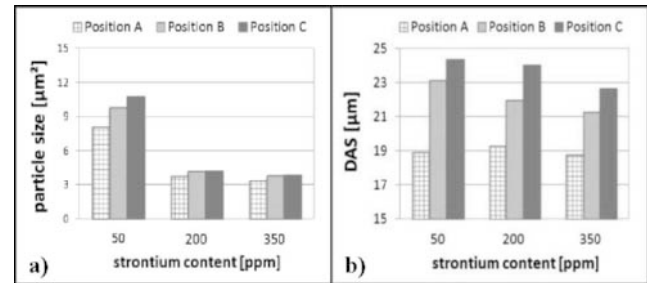 Position A Position B Position C
15
12
9
6
3
0
particle size [µm²]
50 200 350
strontium content [ppm]
a)
Position A Position B Position C
25
23
21
19
17
15
DAS [µm]
50 200 350
strontium content [ppm]
b)